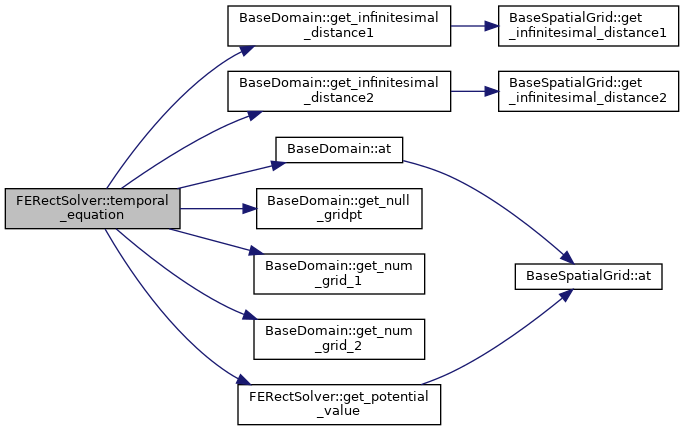 BaseDomain::get_infinitesimal
_distance1
BaseSpatialGrid::get
_infinitesimal_distance1
BaseDomain::get_infinitesimal
_distance2
BaseSpatialGrid::get
_infinitesimal_distance2
BaseDomain::at
FERectSolver::temporal
_equation
BaseDomain::get_null
_gridpt
BaseDomain::get_num
_grid_1
BaseSpatialGrid::at
BaseDomain::get_num
_grid_2
FERectSolver::get_potential
_value